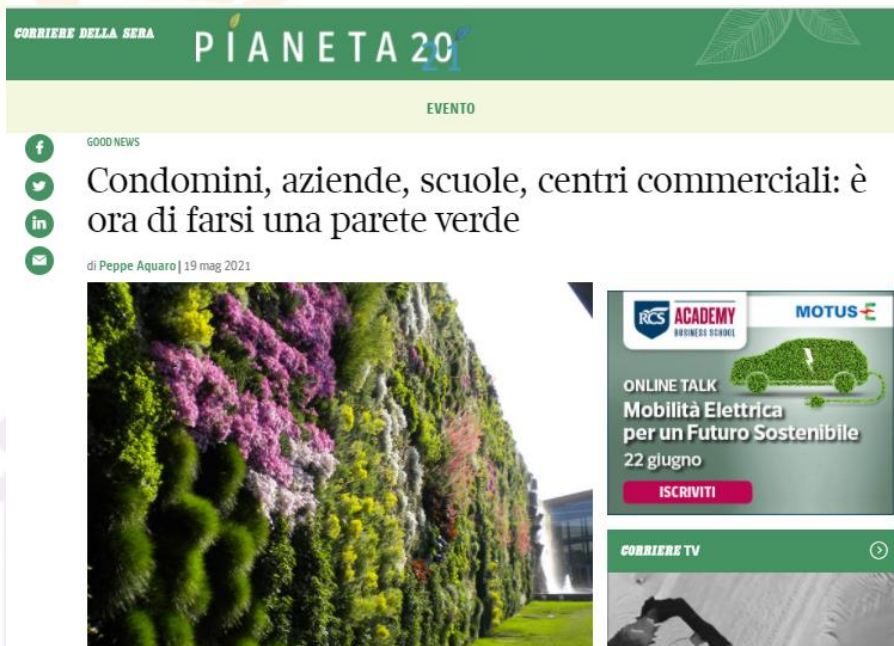 CORRIERE DELLA SERA
PIANETA 2021
EVENTO
GOOD NEWS
Condomini, aziende, scuole, centri commerciali: è
ora di farsi una parete verde
di Peppe Aquaro | 19 mag 2021
RCS ACADEMY
BUSINESS SCHOOL
MOTUS-E
ONLINE TALK
Mobilità Elettrica
per un Futuro Sostenibile
22 giugno
ISCRIVITI
CORRIERE TV